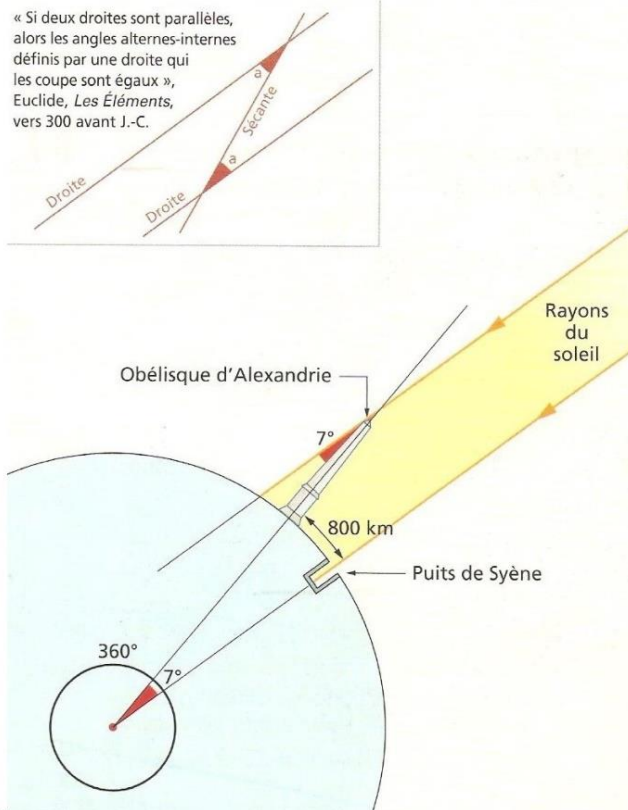 « Si deux droites sont parallèles,
alors les angles alternes-internes
définis par une droite qui
les coupe sont égaux »,
Euclide, Les Éléments,
vers 300 avant J.-C.
a
Sécante
a
Droite
Droite
Rayons
du
soleil
Obélisque d'Alexandrie
7°
800 km
Puits de Syène
360°
7°